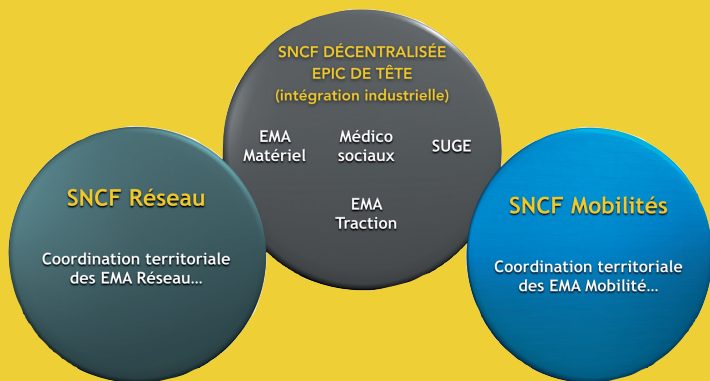 SNCF DÉCENTRALISÉE
EPIC DE TÊTE
(intégration industrielle)
EMA
Matériel
Médico
sociaux
SUGE
EMA
Traction
SNCF Réseau
Coordination territoriale
des EMA Réseau...
SNCF Mobilités
Coordination territoriale
des EMA Mobilité...